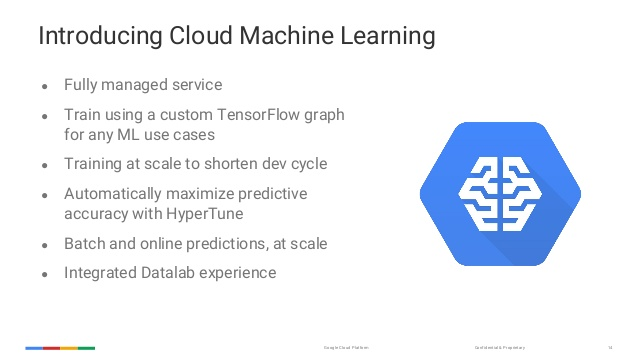 Introducing Cloud Machine Learning
● Fully managed service
● Train using a custom TensorFlow graph
for any ML use cases
● Training at scale to shorten dev cycle
● Automatically maximize predictive
accuracy with HyperTune
● Batch and online predictions, at scale
● Integrated Datalab experience
Google Cloud Platform
Confidential & Proprietary
14